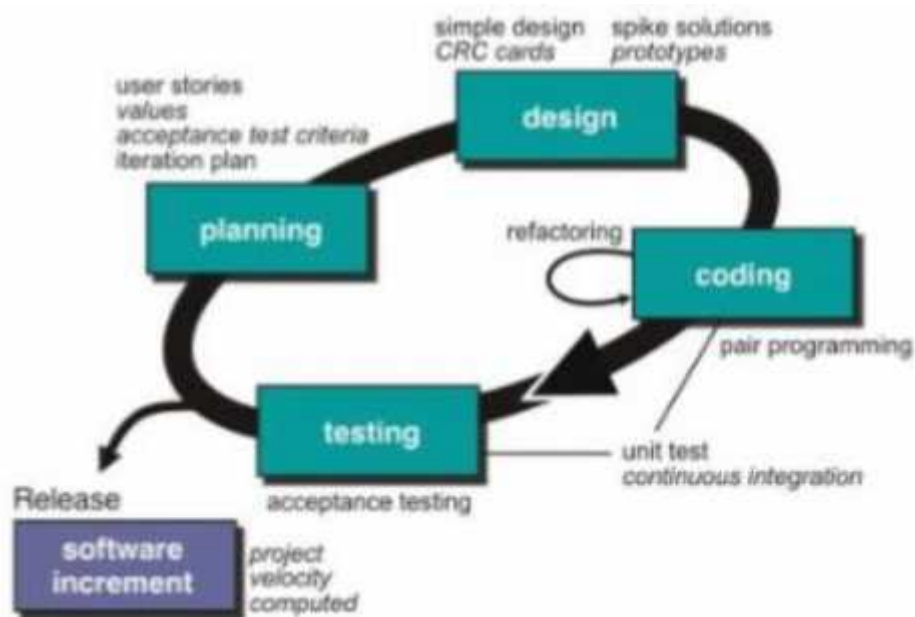 simple design
CRC cards
spike solutions
prototypes
user stories
values
acceptance test criteria
iteration plan
design
planning
refactoring
coding
pair programming
testing
unit test
continuous integration
acceptance testing
Release
software
increment
project
velocity
computed